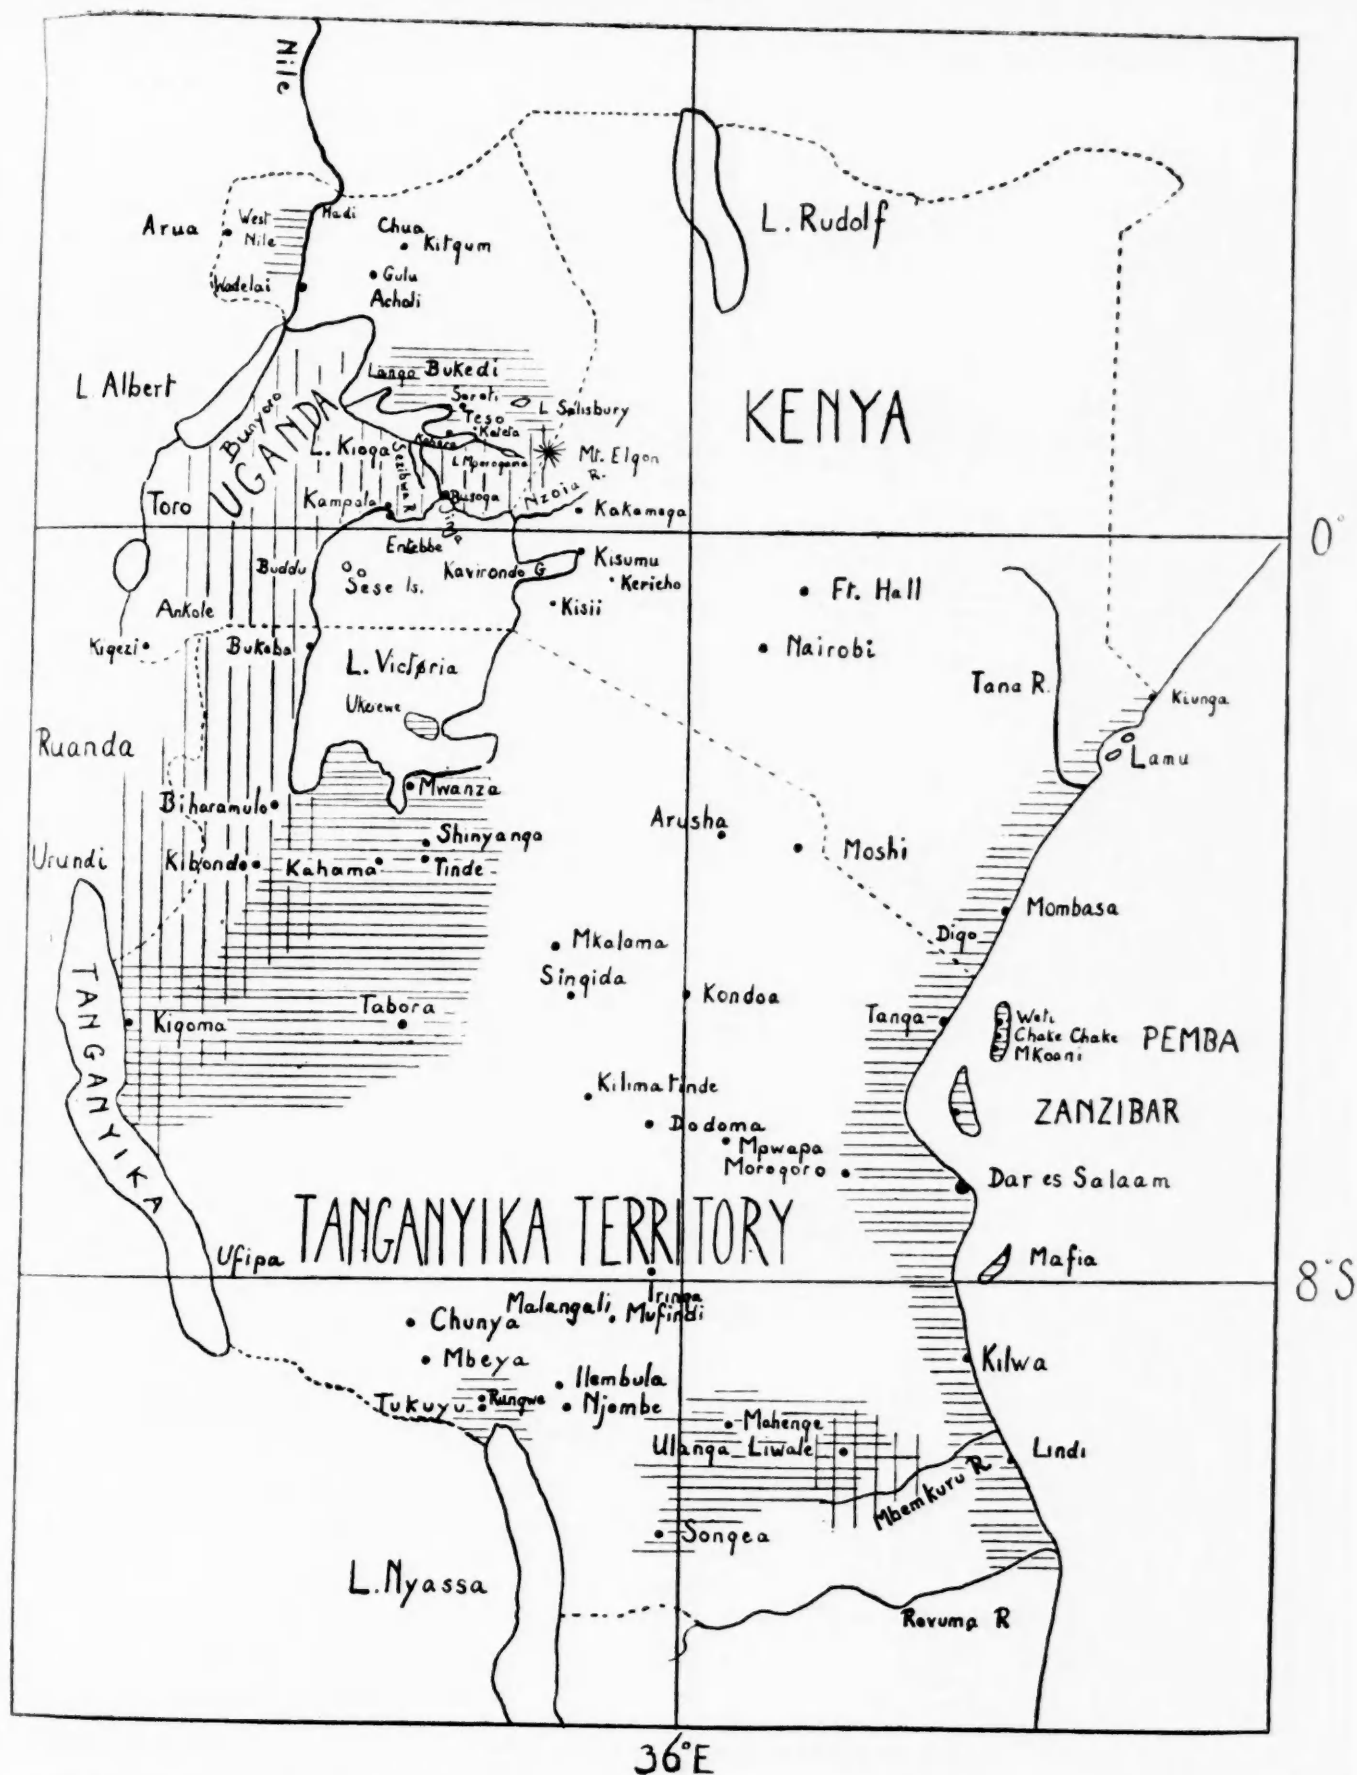 Nile
Arua
West
Nile
Madi
Chua
Kitgum
Wadelai
Gulu
Acholi
L. Rudolf
L. Albert
Bunyoro
UGANDA
Lango
Bukedi
Soroti
Teso
L. Salisbury
KENYA
L. Kioga
Sezibwa R.
Mt. Elgon
Toro
Nzoia R.
Kampala
Busoga
Jinja
Kakamega
Entebbe
0°
Buddu
Sese Is.
Kavirondo G
Kisumu
Kericho
Ankole
Kisii
Ft. Hall
Kigezi
Bukoba
L. Victoria
Nairobi
Ukerewe
Tana R.
Kiunga
Ruanda
Lamu
Biharamulo
Mwanza
Arusha
Shinyanga
Moshi
Urundi
Kibondo
Kahama
Tinde
Mombasa
Digo
Mkalama
Singida
Kondoa
TANGANYIKA
Kigoma
Tabora
Tanga
Weti
Chake Chake
MKoani
PEMBA
Kilimatinde
ZANZIBAR
Dodoma
Mpwapa
Morogoro
Dar es Salaam
TANGANYIKA TERRITORY
Ufipa
Mafia
8°S
Iringa
Malangali
Mufindi
Chunya
Mbeya
Kilwa
Ilembula
Tukuyu
Rungwe
Njombe
Mahenge
Ulanga_Liwale
Lindi
Mbemkuru R.
Songea
L. Nyassa
Rovuma R
36°E